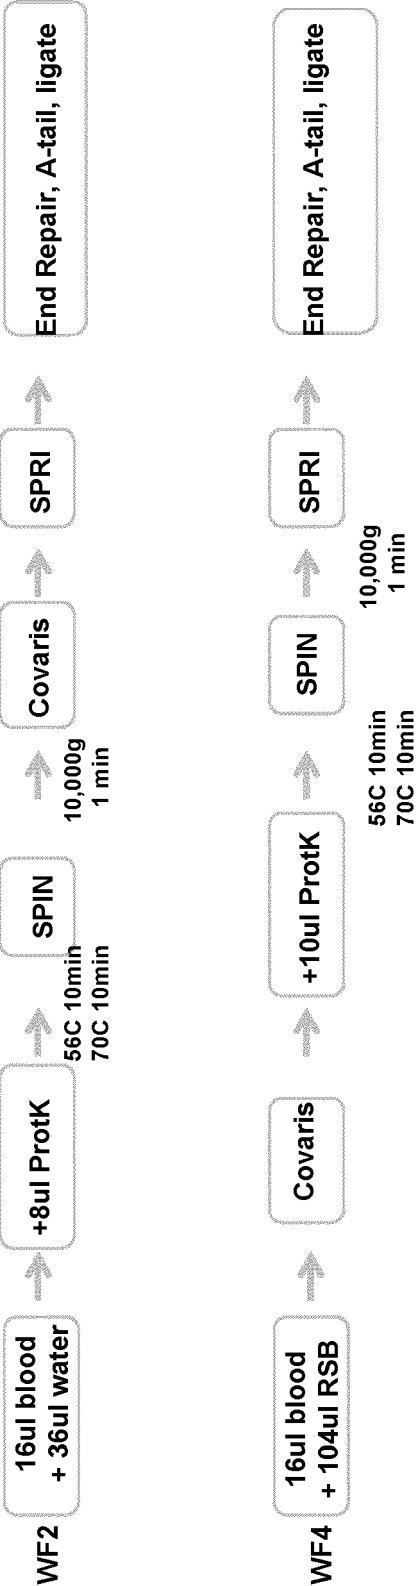 WF2
16ul blood
+ 36ul water
+8ul ProtK
56C 10min
70C 10min
SPIN
10,000g
1 min
Covaris
SPRI
End Repair, A-tail, ligate
WF4
16ul blood
+ 104ul RSB
Covaris
+10ul ProtK
56C 10min
70C 10min
SPIN
10,000g
1 min
SPRI
End Repair, A-tail, ligate